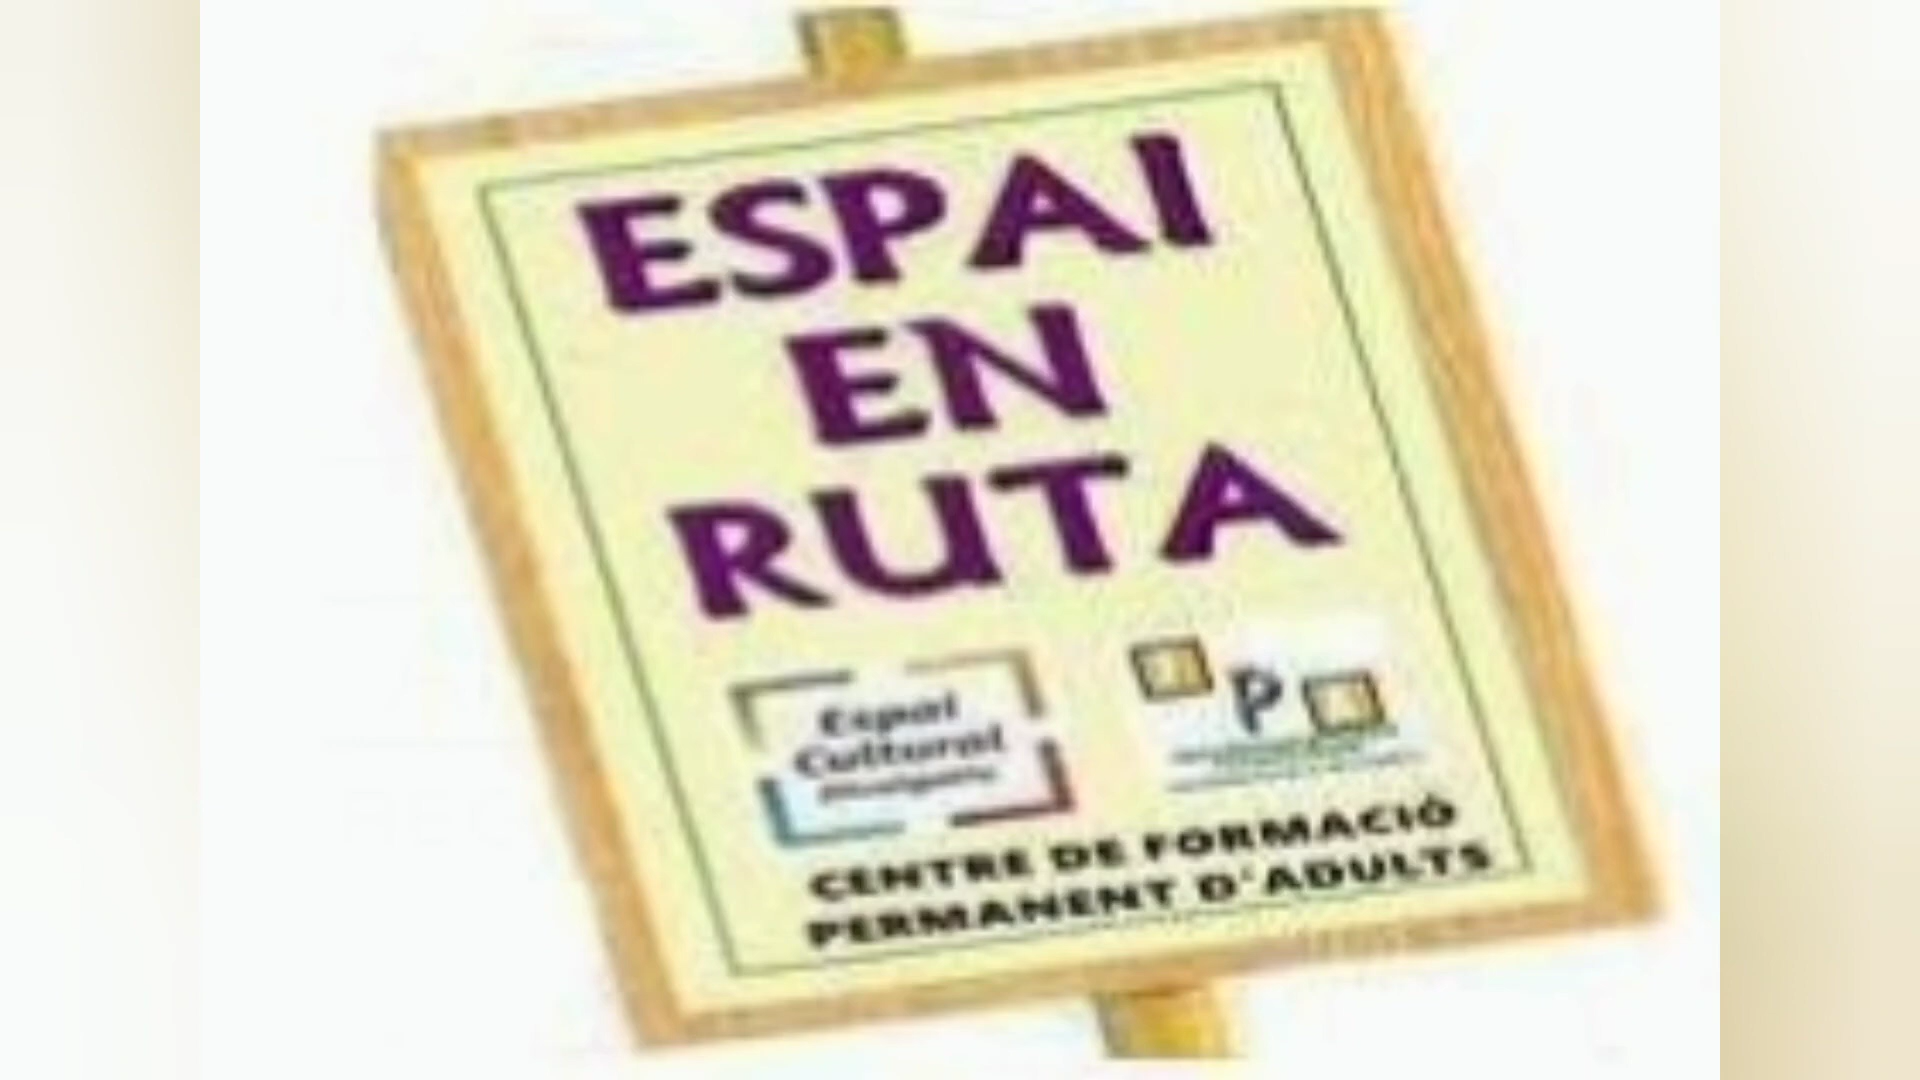 ESPAI
EN
RUTA
Espai
Cultural
P
CENTRE DE FORMACIÓ
PERMANENT D'ADULTS